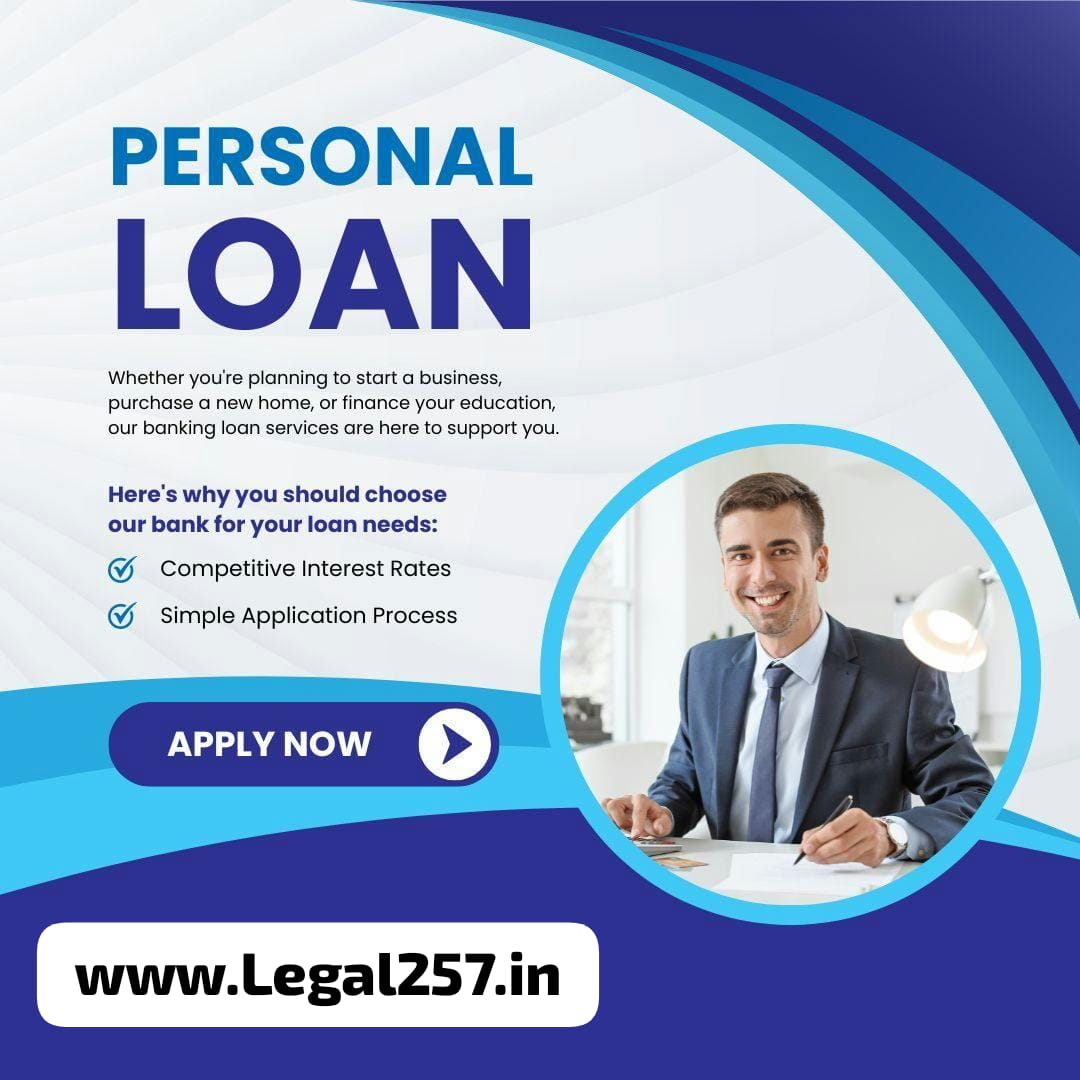 PERSONAL
LOAN
Whether you're planning to start a business,
purchase a new home, or finance your education,
our banking loan services are here to support you.
Here's why you should choose
our bank for your loan needs:
Competitive Interest Rates
Simple Application Process
APPLY NOW
www.Legal257.in